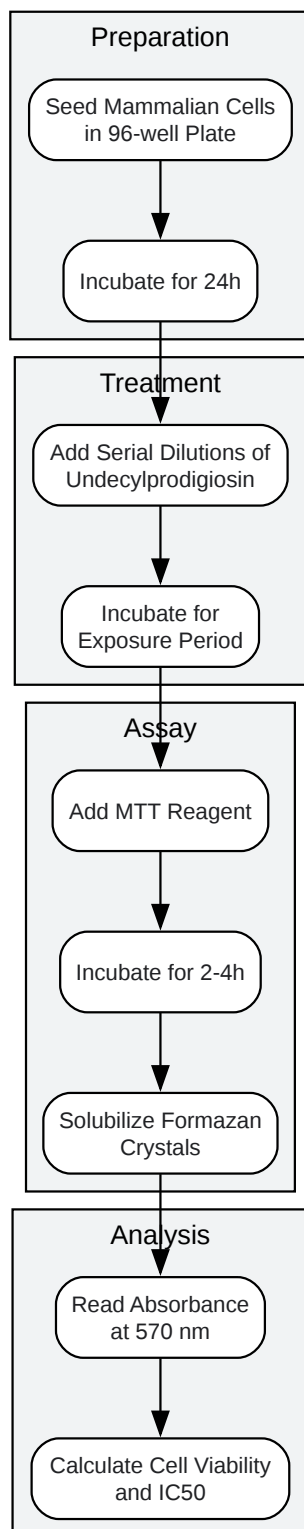 Preparation
Seed Mammalian Cells
in 96-well Plate
Incubate for 24h
Treatment
Add Serial Dilutions of
Undecylprodigiosin
Incubate for
Exposure Period
Assay
Add MTT Reagent
Incubate for 2-4h
Solubilize Formazan
Crystals
Analysis
Read Absorbance
at 570 nm
Calculate Cell Viability
and IC50